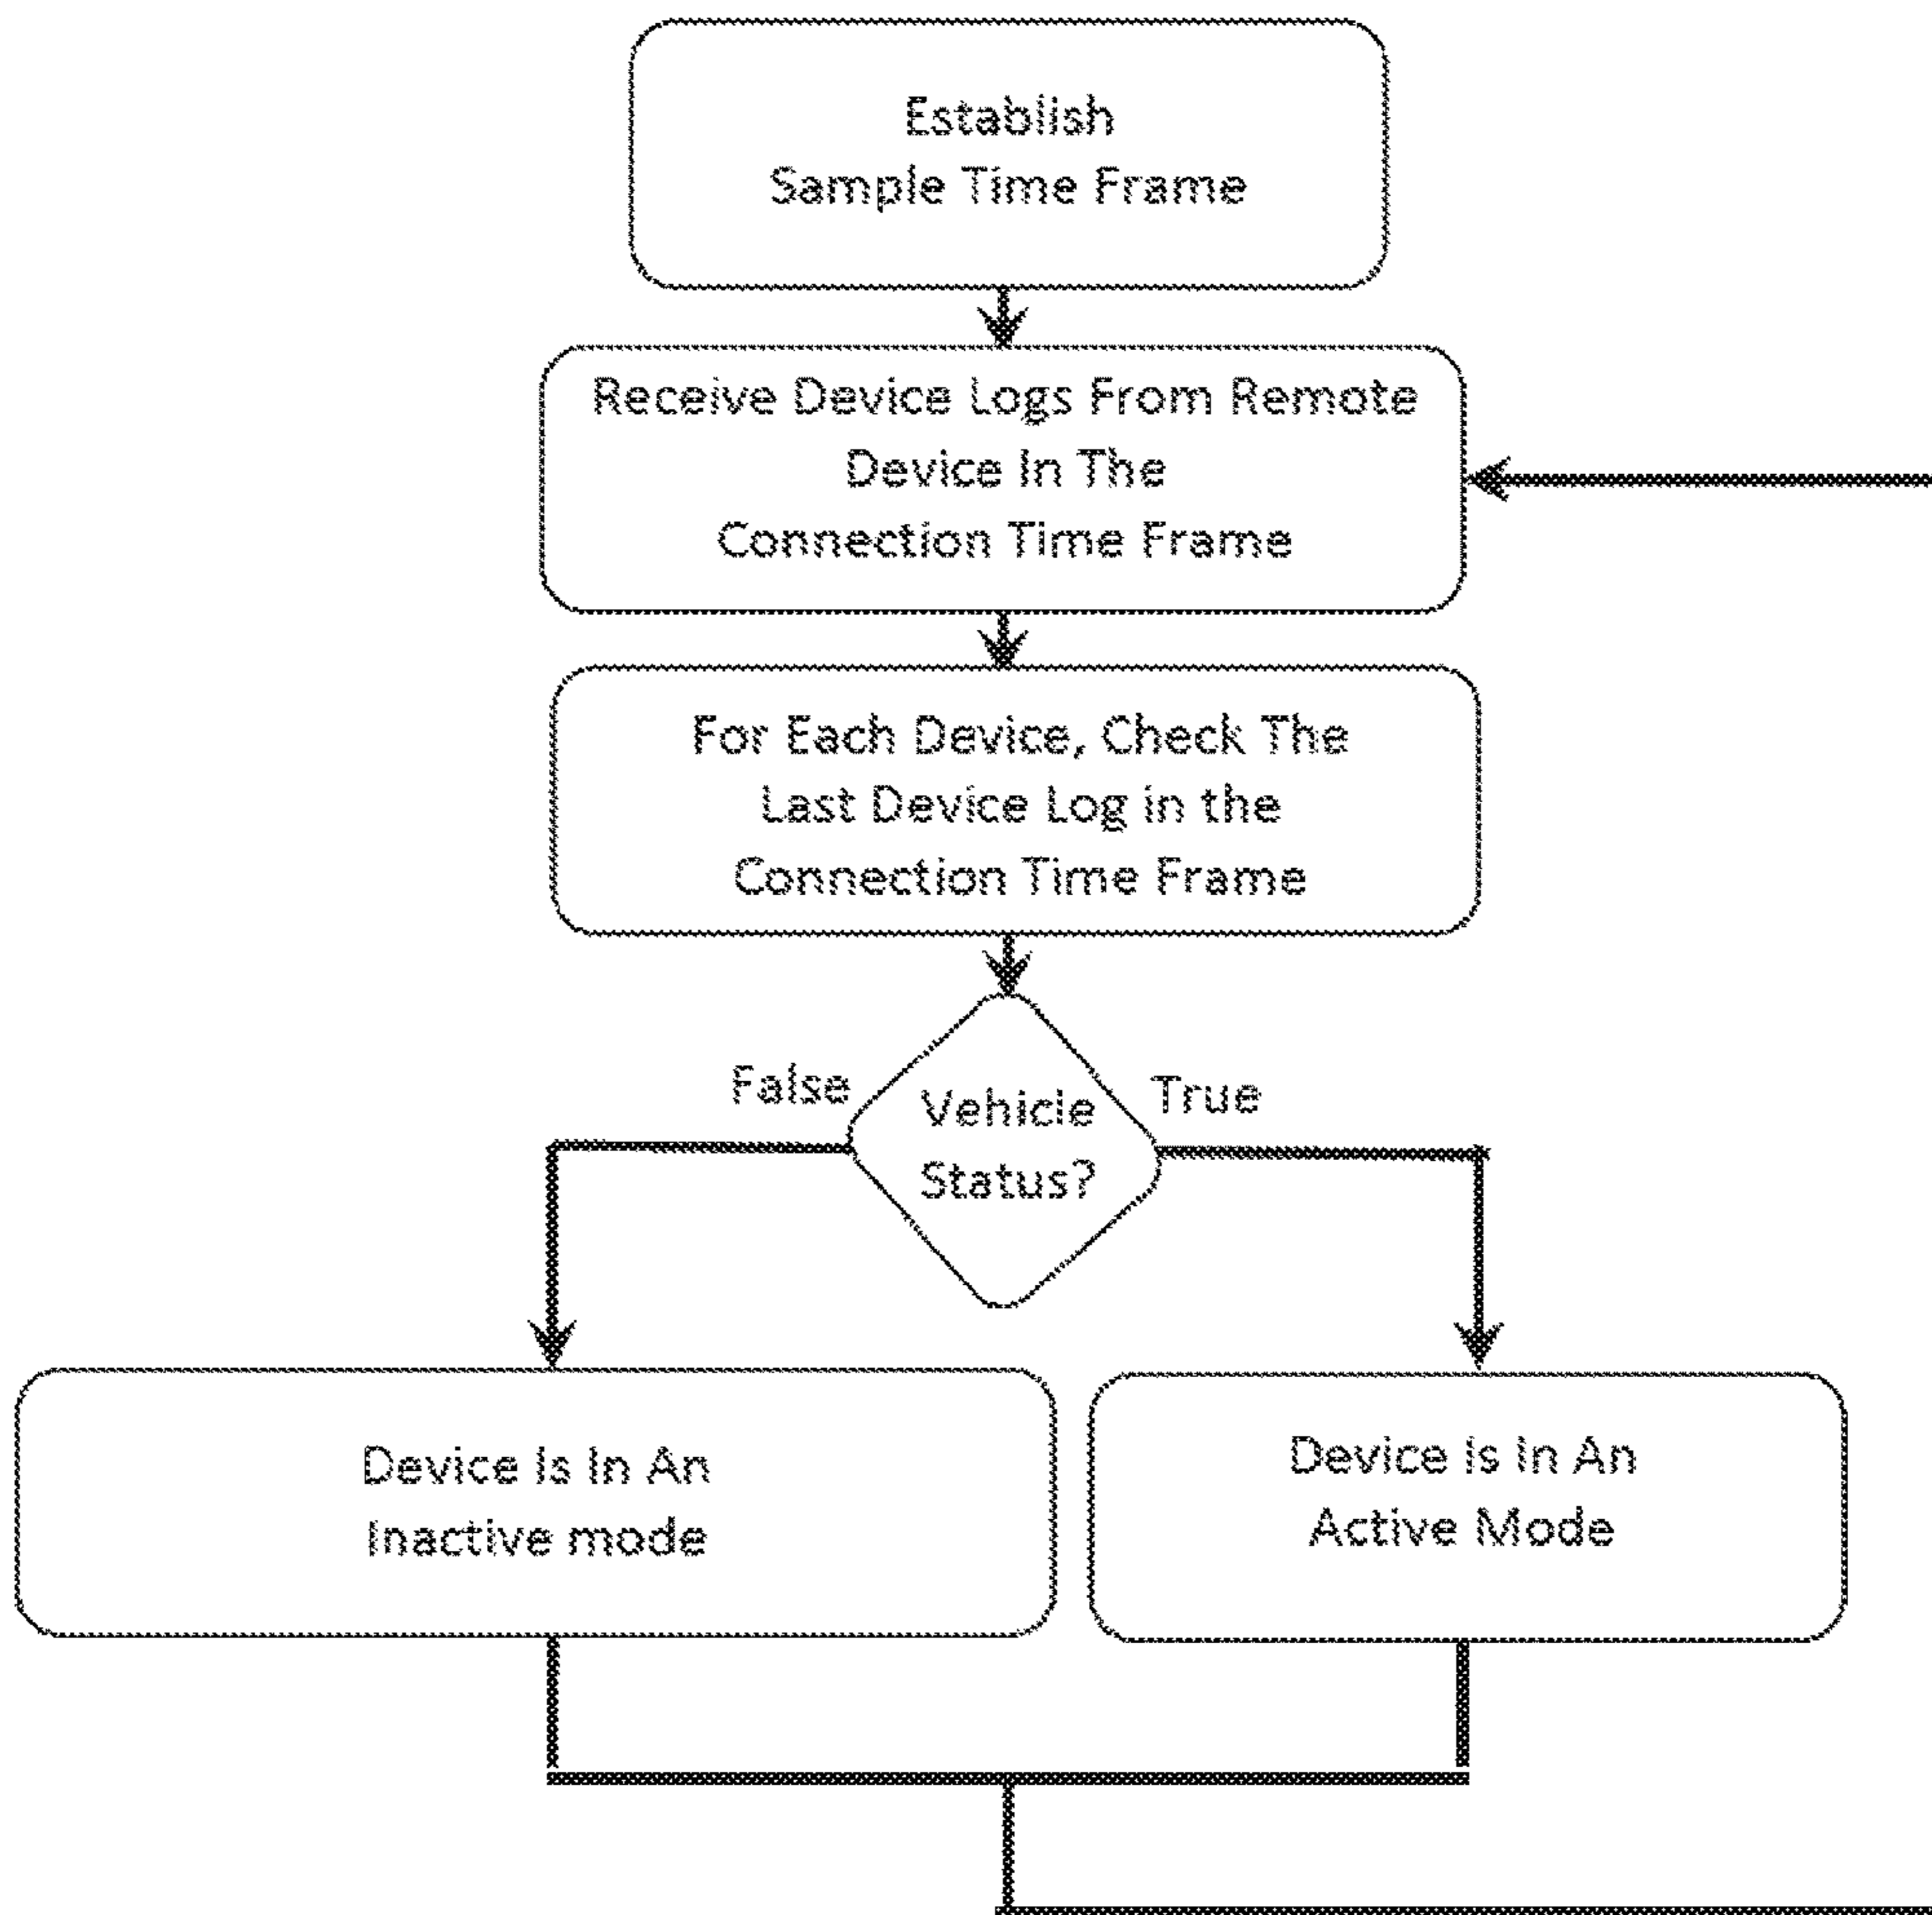 Establish
Sample Time Frame
Receive Device Logs From Remote
Device In The
Connection Time Frame
For Each Device, Check The
Last Device Log in the
Connection Time Frame
False
True
Vehicle
Status?
Device Is In An
Inactive mode
Device Is In An
Active Mode